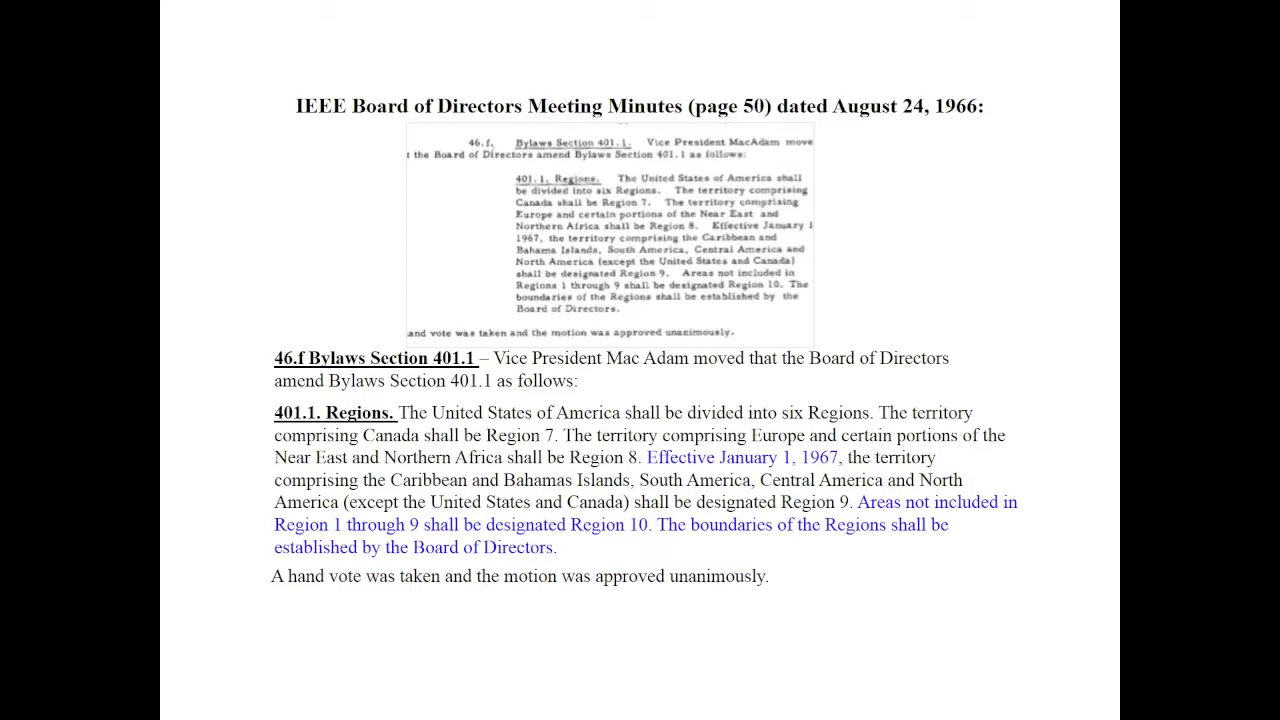 IEEE Board of Directors Meeting Minutes (page 50) dated August 24, 1966:
46.f. Bylaws Section 401.1. Vice President MacAdam move
t the Board of Directors amend Bylaws Section 401.1 as follows:
401.1. Regions. The United States of America shall
be divided into six Regions. The territory comprising
Canada shall be Region 7. The territory comprising
Europe and certain portions of the Near East and
Northern Africa shall be Region 8. Effective January 1
1967, the territory comprising the Caribbean and
Bahama Islands, South America, Central America and
North America (except the United States and Canada)
shall be designated Region 9. Areas not included in
Regions 1 through 9 shall be designated Region 10. The
boundaries of the Regions shall be established by the
Board of Directors.
and vote was taken and the motion was approved unanimously.
46.f Bylaws Section 401.1 – Vice President Mac Adam moved that the Board of Directors
amend Bylaws Section 401.1 as follows:
401.1. Regions. The United States of America shall be divided into six Regions. The territory
comprising Canada shall be Region 7. The territory comprising Europe and certain portions of the
Near East and Northern Africa shall be Region 8. Effective January 1, 1967, the territory
comprising the Caribbean and Bahamas Islands, South America, Central America and North
America (except the United States and Canada) shall be designated Region 9. Areas not included in
Region 1 through 9 shall be designated Region 10. The boundaries of the Regions shall be
established by the Board of Directors.
A hand vote was taken and the motion was approved unanimously.